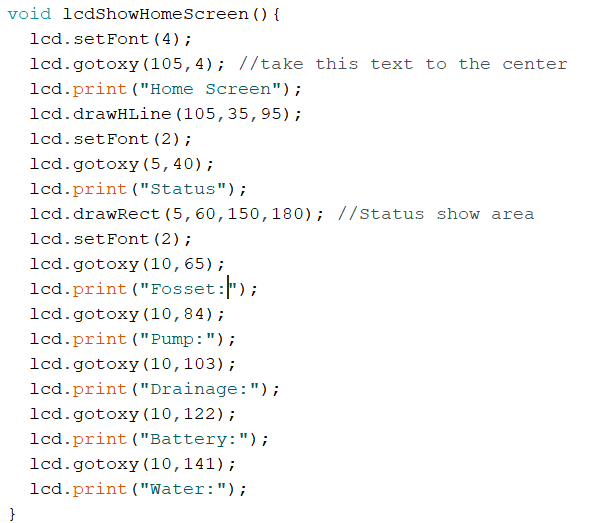 void lcdShowHomeScreen(){
  lcd.setFont(4);
  lcd.gotoxy(105,4); //take this text to the center
  lcd.print("Home Screen");
  lcd.drawHLine(105,35,95);
  lcd.setFont(2);
  lcd.gotoxy(5,40);
  lcd.print("Status");
  lcd.drawRect(5,60,150,180); //Status show area
  lcd.setFont(2);
  lcd.gotoxy(10,65);
  lcd.print("Fosset:");
  lcd.gotoxy(10,84);
  lcd.print("Pump:");
  lcd.gotoxy(10,103);
  lcd.print("Drainage:");
  lcd.gotoxy(10,122);
  lcd.print("Battery:");
  lcd.gotoxy(10,141);
  lcd.print("Water:");
}